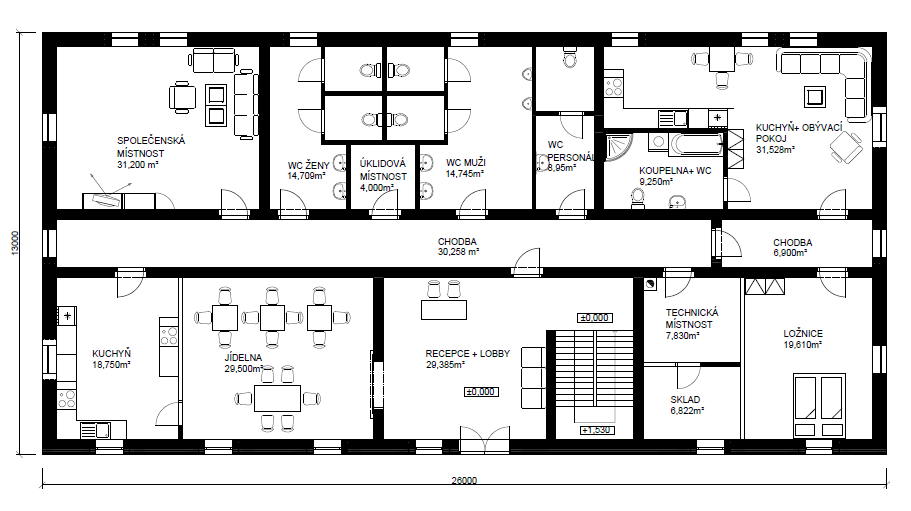 SPOLEČENSKÁ
MÍSTNOST
31,200 m²
WC ŽENY
14,709m²
ÚKLIDOVÁ
MÍSTNOST
4,000m²
WC MUŽI
14,745m²
WC
PERSONÁL
8,95m²
KOUPELNA+ WC
9,250m²
KUCHYŇ+ OBÝVACÍ
POKOJ
31,528m²
CHODBA
30,258 m²
CHODBA
6,900m²
13000
KUCHYŇ
18,750m²
JÍDELNA
29,500m²
RECEPCE + LOBBY
29,385m²
±0,000
±0,000
+1,530
TECHNICKÁ
MÍSTNOST
7,830m²
SKLAD
6,822m²
LOŽNICE
19,610m²
26000